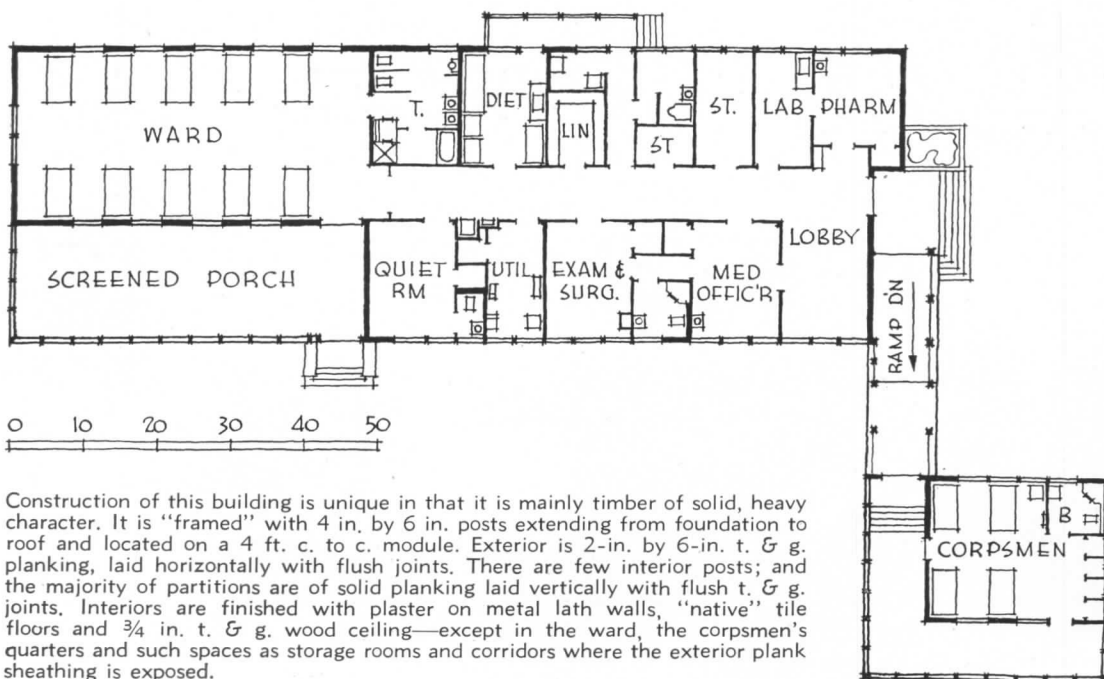 WARD
T.
DIET
LIN
ST
ST.
LAB PHARM
SCREENED PORCH
QUIET
RM
UTIL
EXAM &
SURG.
MED
OFFIC'R
LOBBY
RAMP D'N
0 10 20 30 40 50
B
CORPSMEN
Construction of this building is unique in that it is mainly timber of solid, heavy
character. It is "framed" with 4 in. by 6 in. posts extending from foundation to
roof and located on a 4 ft. c. to c. module. Exterior is 2-in. by 6-in. t. & g.
planking, laid horizontally with flush joints. There are few interior posts; and
the majority of partitions are of solid planking laid vertically with flush t. & g.
joints. Interiors are finished with plaster on metal lath walls, "native" tile
floors and ¾ in. t. & g. wood ceiling—except in the ward, the corpsmen's
quarters and such spaces as storage rooms and corridors where the exterior plank
sheathing is exposed.